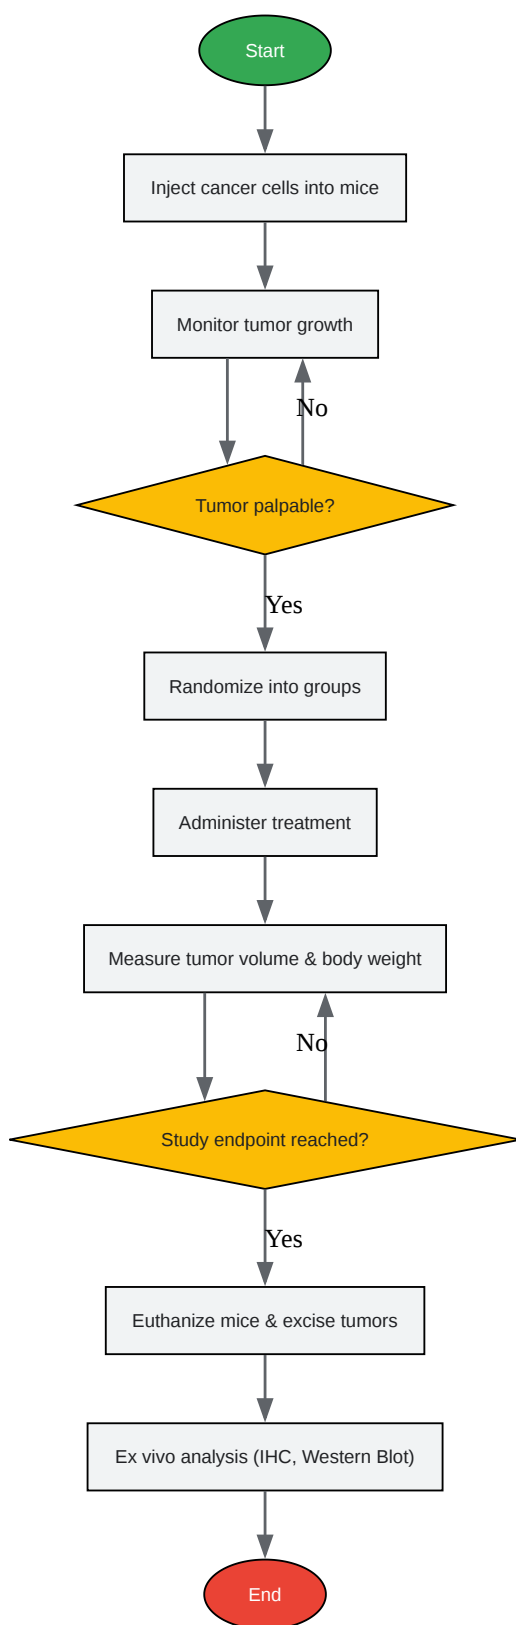 Start
Inject cancer cells into mice
Monitor tumor growth
No
Tumor palpable?
Yes
Randomize into groups
Administer treatment
Measure tumor volume & body weight
No
Study endpoint reached?
Yes
Euthanize mice & excise tumors
Ex vivo analysis (IHC, Western Blot)
End